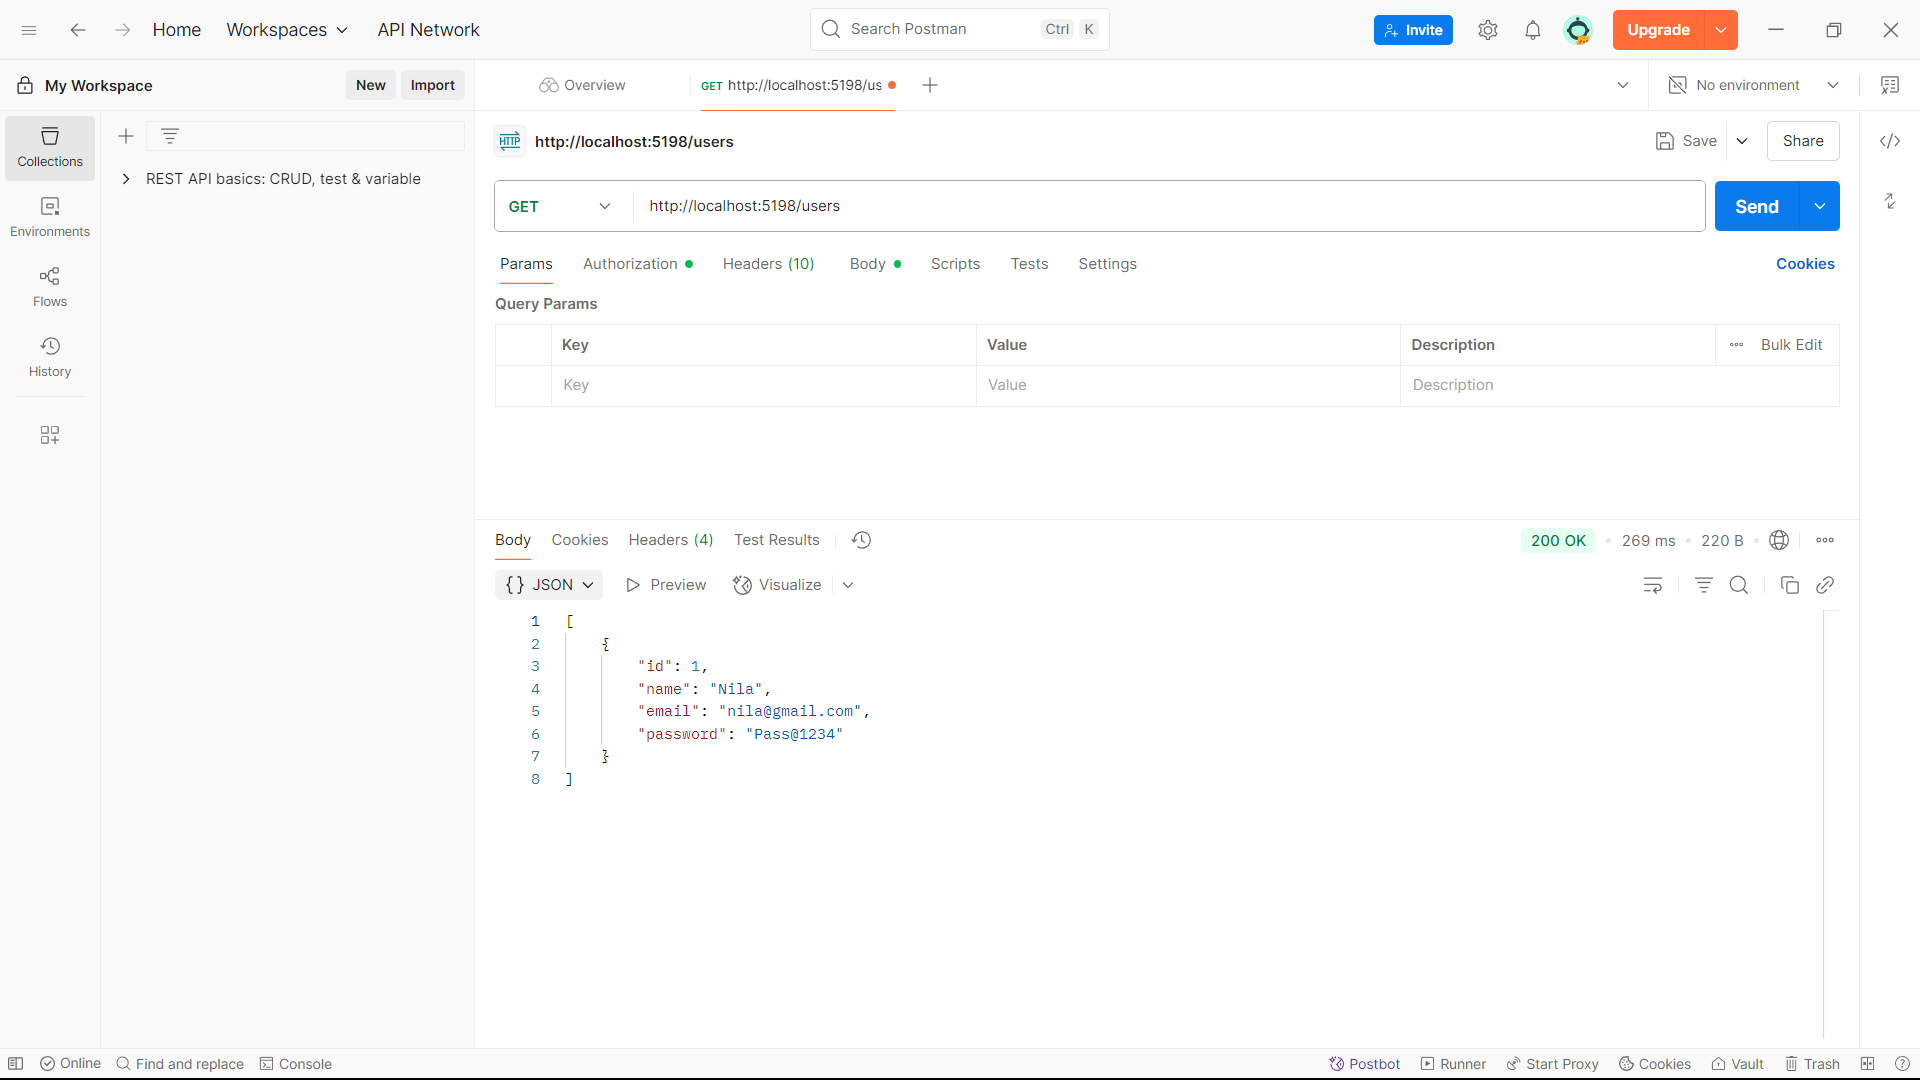 Home Workspaces API Network Search Postman Ctrl K Invite Upgrade
My Workspace New Import Overview GET http://localhost:5198/us No environment
Collections
Environments
Flows
History
REST API basics: CRUD, test & variable
HTTP http://localhost:5198/users Save Share
GET http://localhost:5198/users Send
Params Authorization Headers (10) Body Scripts Tests Settings Cookies
Query Params
Key Value Description Bulk Edit
Key Value Description
Body Cookies Headers (4) Test Results 200 OK 269 ms 220 B
{} JSON Preview Visualize
1 [
2 {
3 "id": 1,
4 "name": "Nila",
5 "email": "nila@gmail.com",
6 "password": "Pass@1234"
7 }
8 ]
Online Find and replace Console Postbot Runner Start Proxy Cookies Vault Trash